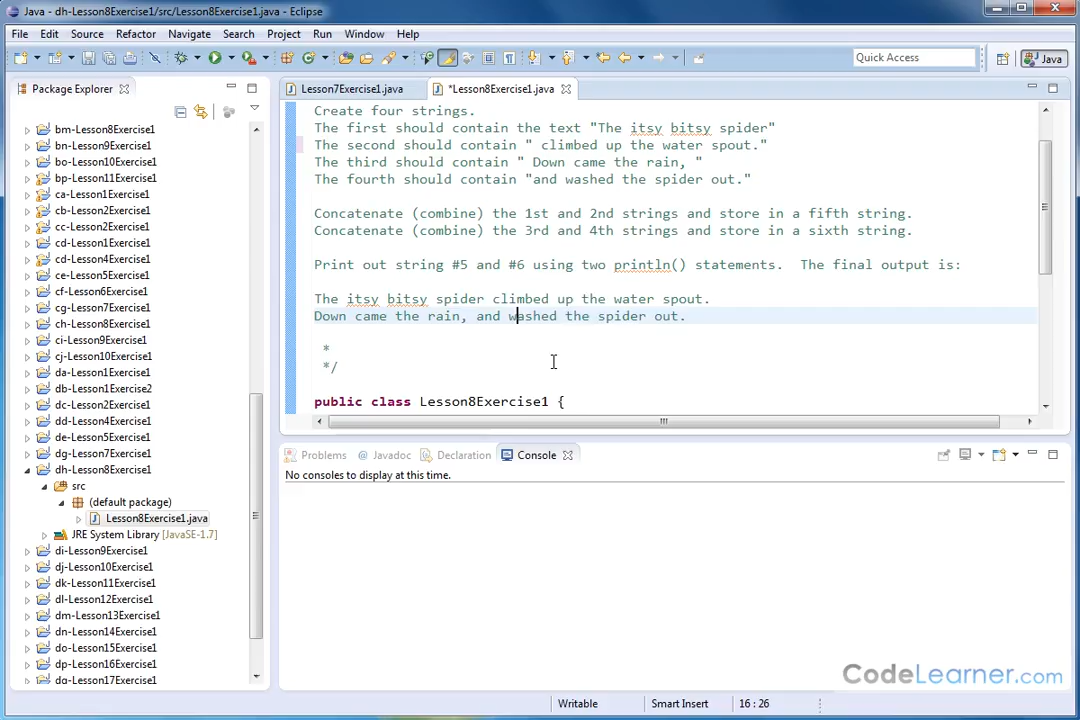 Java - dh-Lesson8Exercise1/src/Lesson8Exercise1.java - Eclipse
File Edit Source Refactor Navigate Search Project Run Window Help
Quick Access
Java
Package Explorer
Lesson7Exercise1.java
*Lesson8Exercise1.java
bm-Lesson8Exercise1
bn-Lesson9Exercise1
bo-Lesson10Exercise1
bp-Lesson11Exercise1
ca-Lesson1Exercise1
cb-Lesson2Exercise1
cc-Lesson2Exercise1
cd-Lesson3Exercise1
cd-Lesson4Exercise1
ce-Lesson5Exercise1
cf-Lesson6Exercise1
cg-Lesson7Exercise1
ch-Lesson8Exercise1
ci-Lesson9Exercise1
cj-Lesson10Exercise1
da-Lesson1Exercise1
db-Lesson1Exercise2
dc-Lesson2Exercise1
dd-Lesson4Exercise1
de-Lesson5Exercise1
dg-Lesson7Exercise1
dh-Lesson8Exercise1
src
(default package)
Lesson8Exercise1.java
JRE System Library [JavaSE-1.7]
di-Lesson9Exercise1
dj-Lesson10Exercise1
dk-Lesson11Exercise1
dl-Lesson12Exercise1
dm-Lesson13Exercise1
dn-Lesson14Exercise1
do-Lesson15Exercise1
dp-Lesson16Exercise1
dq-Lesson17Exercise1
Create four strings.
The first should contain the text "The itsy bitsy spider"
The second should contain " climbed up the water spout."
The third should contain " Down came the rain, "
The fourth should contain "and washed the spider out."
Concatenate (combine) the 1st and 2nd strings and store in a fifth string.
Concatenate (combine) the 3rd and 4th strings and store in a sixth string.
Print out string #5 and #6 using two println() statements.  The final output is:
The itsy bitsy spider climbed up the water spout.
Down came the rain, and washed the spider out.
*
*/
public class Lesson8Exercise1 {
Problems @ Javadoc Declaration Console
No consoles to display at this time.
CodeLearner.com
Writable Smart Insert 16 : 26